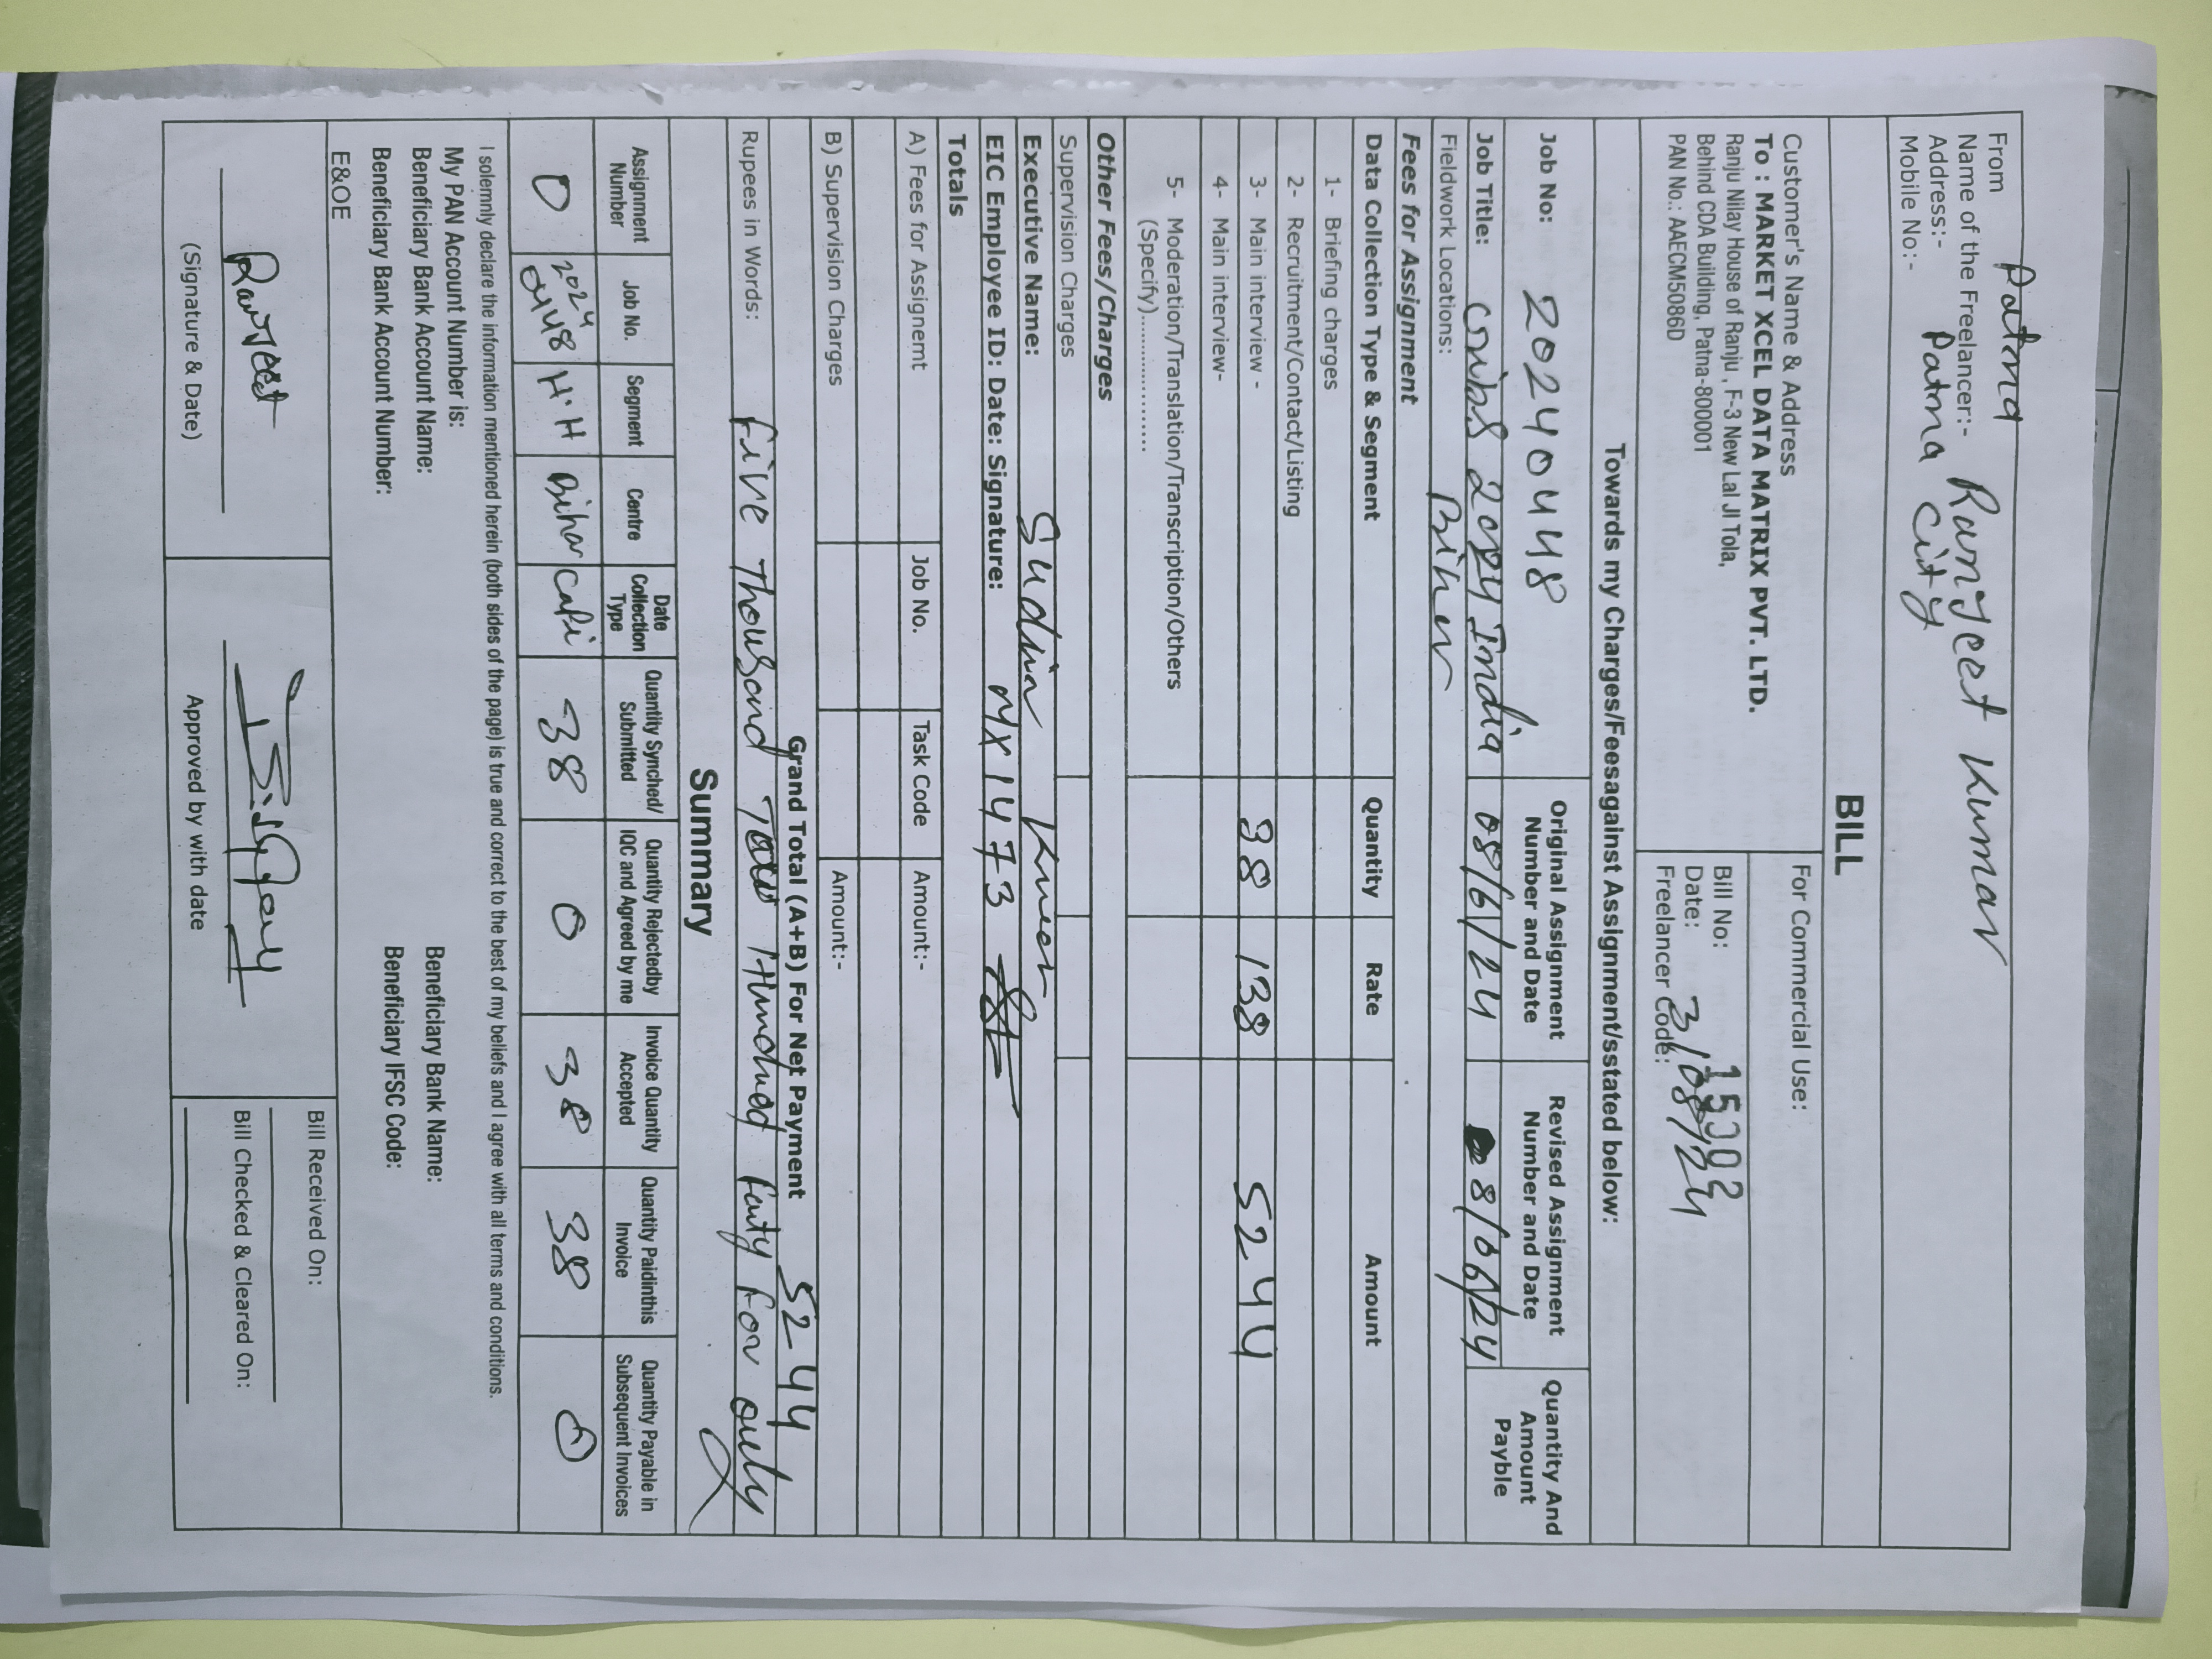 From Patna
Name of the Freelancer:- Ranjeet Kumar
Address:- Patna City
Mobile No:-
BILL
Customer's Name & Address
To : MARKET XCEL DATA MATRIX PVT. LTD.
Ranju Nilay House of Ranju , F-3 New Lal JI Tola,
Behind CDA Building, Patna-800001
PAN No.: AAECM5086D
For Commercial Use:
Bill No: 15302
Date: 31/08/24
Freelancer Code:
Towards my Charges/Feesagainst Assignment/sstated below:
Job No: 20240448
Original Assignment Number and Date
Revised Assignment Number and Date
Quantity And Amount Payble
Job Title: 2024 India 08/6/24 8/06/24
Fieldwork Locations: Bihar
Fees for Assignment
Data Collection Type & Segment Quantity Rate Amount
1- Briefing charges
2- Recruitment/Contact/Listing
3- Main interview - 38 138 5244
4- Main interview-
5- Moderation/Translation/Transcription/Others
(Specify)................
Other Fees/Charges
Supervision Charges
Executive Name: Sudhir Kumar
EIC Employee ID: Date: Signature: MX1473
Totals
A) Fees for Assignemt Job No. Task Code Amount:-
B) Supervision Charges Amount:-
Grand Total (A+B) For Net Payment 5244
Rupees in Words: Five Thousand Two Hundred Fourty For only
Summary
Assignment Number Job No. Segment Centre Date Collection Type Quantity Synched/ Submitted Quantity Rejectedby IQC and Agreed by me Invoice Quantity Accepted Quantity Paidinthis Invoice Quantity Payable in Subsequent Invoices
0 20240448 H.H Bihar Capi 38 0 38 38 0
I solemnly declare the information mentioned herein (both sides of the page) is true and correct to the best of my beliefs and I agree with all terms and conditions.
My PAN Account Number is:
Beneficiary Bank Account Name: Beneficiary Bank Name:
Beneficiary Bank Account Number: Beneficiary IFSC Code:
E&OE
Ranjeet
(Signature & Date)
Approved by with date
Bill Received On:
Bill Checked & Cleared On: